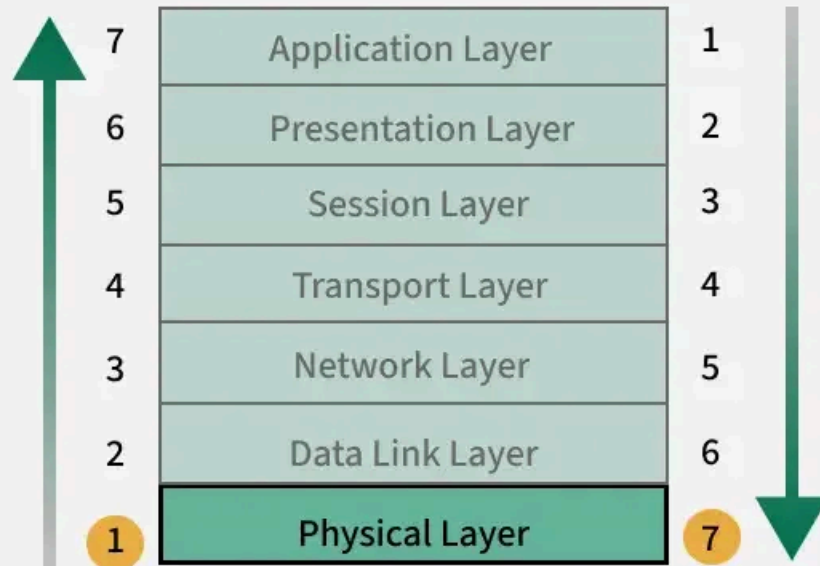 7 Application Layer 1
6 Presentation Layer 2
5 Session Layer 3
4 Transport Layer 4
3 Network Layer 5
2 Data Link Layer 6
1 Physical Layer 7